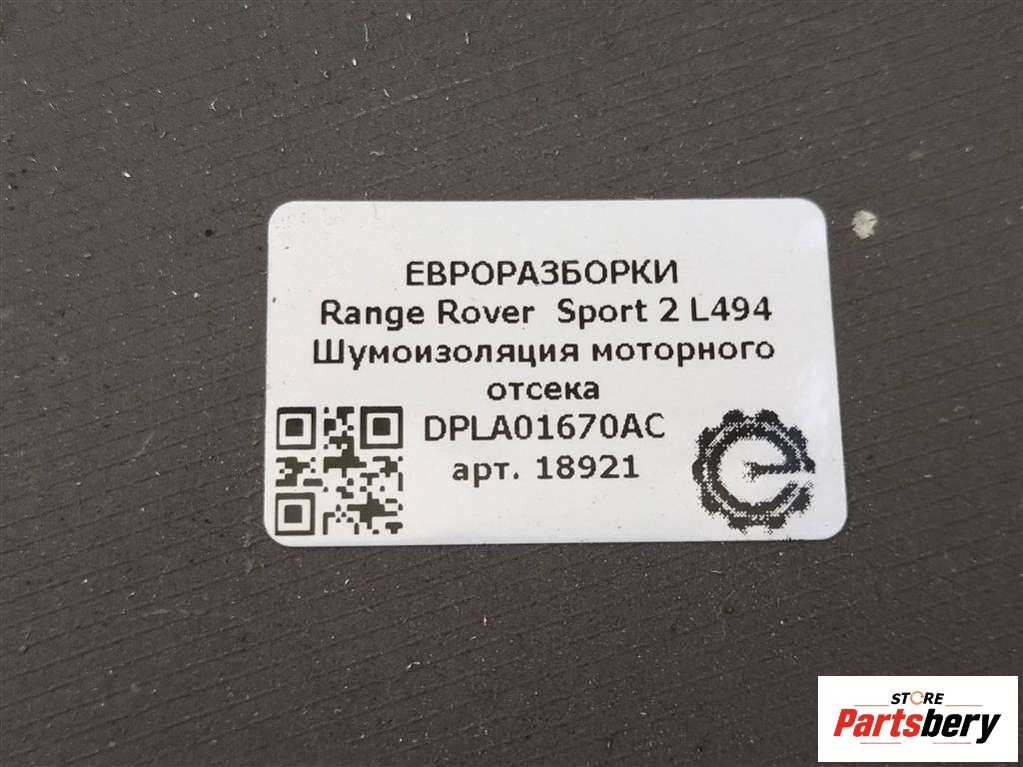 ЕВРОРАЗБОРКИ
Range Rover Sport 2 L494
Шумоизоляция моторного
отсека
DPLA01670AC
арт. 18921
STORE
Partsbery